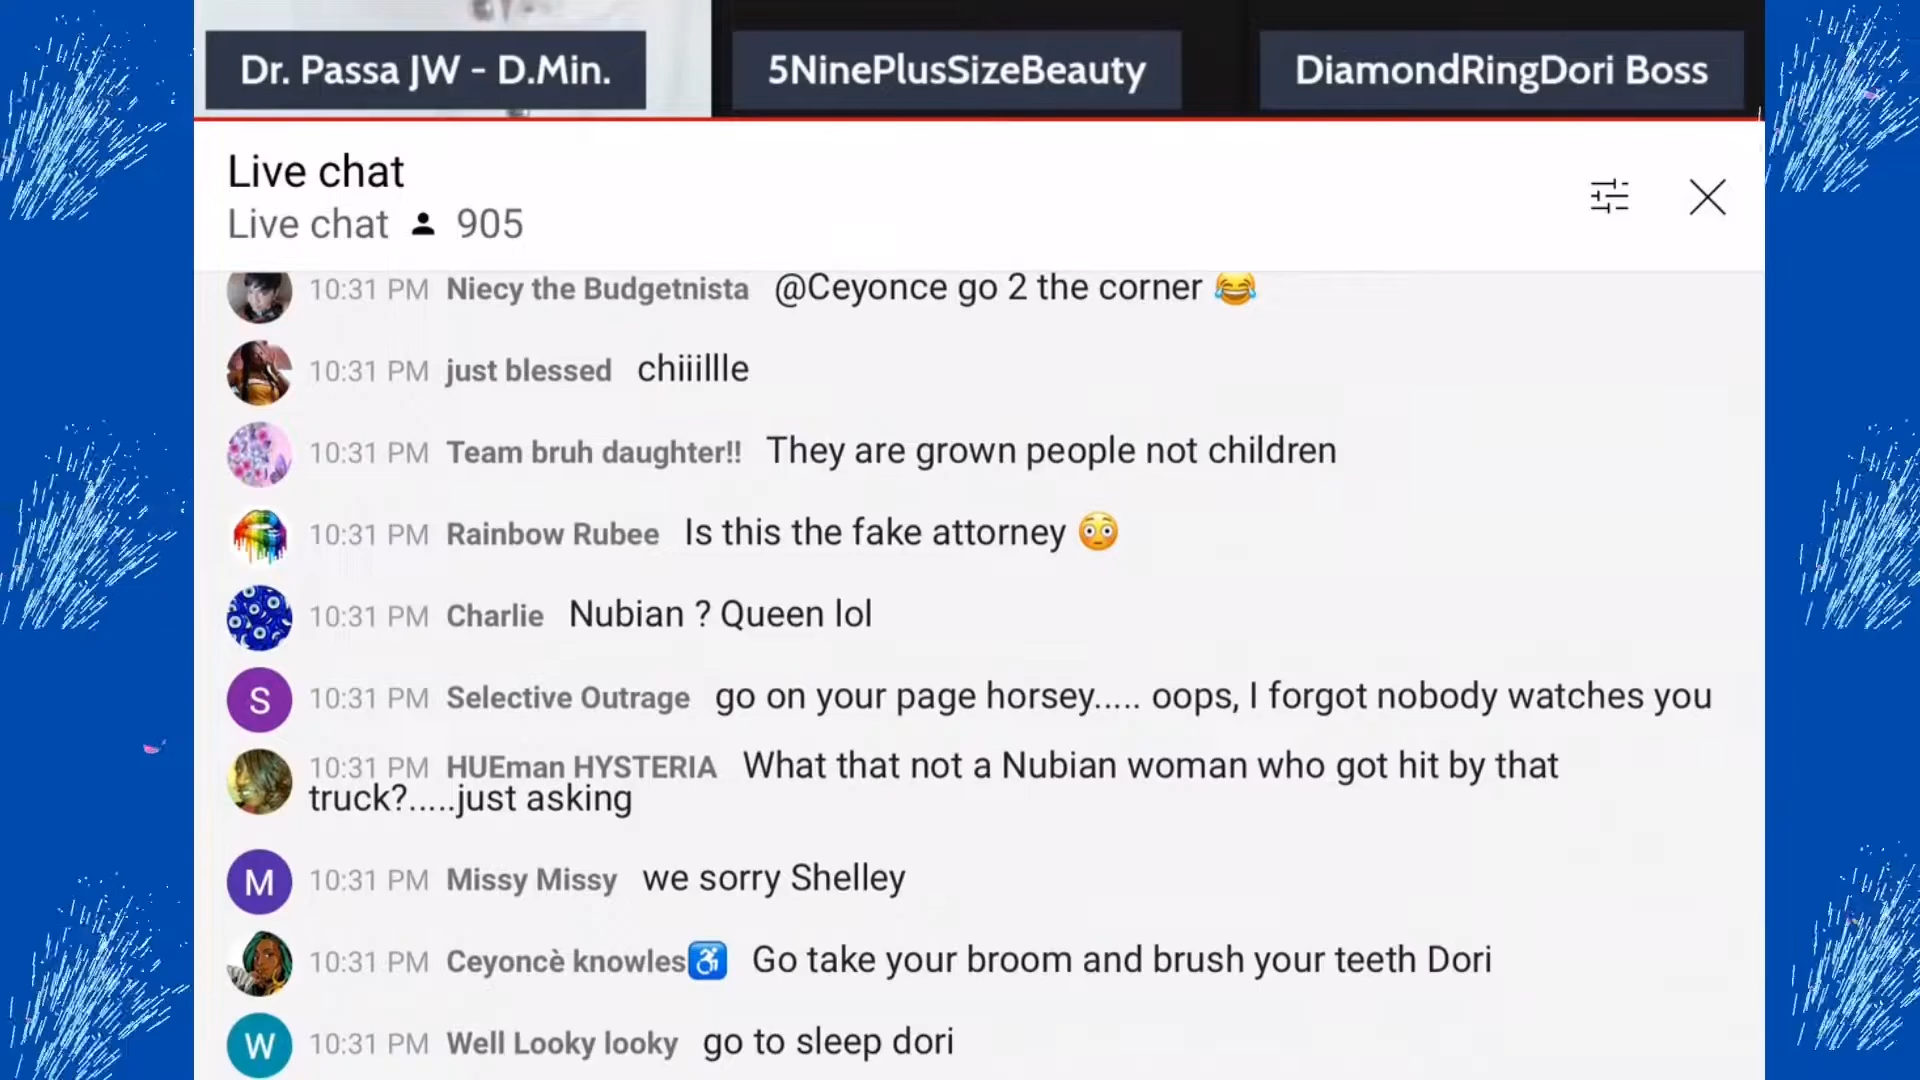 Dr. Passa JW - D.Min.
5NinePlusSizeBeauty
DiamondRingDori Boss
Live chat
Live chat 905
10:31 PM Niecy the Budgetnista @Ceyonce go 2 the corner 😂
10:31 PM just blessed chiiillle
10:31 PM Team bruh daughter!! They are grown people not children
10:31 PM Rainbow Rubee Is this the fake attorney 😳
10:31 PM Charlie Nubian ? Queen lol
S 10:31 PM Selective Outrage go on your page horsey..... oops, I forgot nobody watches you
10:31 PM HUEman HYSTERIA What that not a Nubian woman who got hit by that
truck?.....just asking
M 10:31 PM Missy Missy we sorry Shelley
10:31 PM Ceyoncè knowles♿ Go take your broom and brush your teeth Dori
W 10:31 PM Well Looky looky go to sleep dori